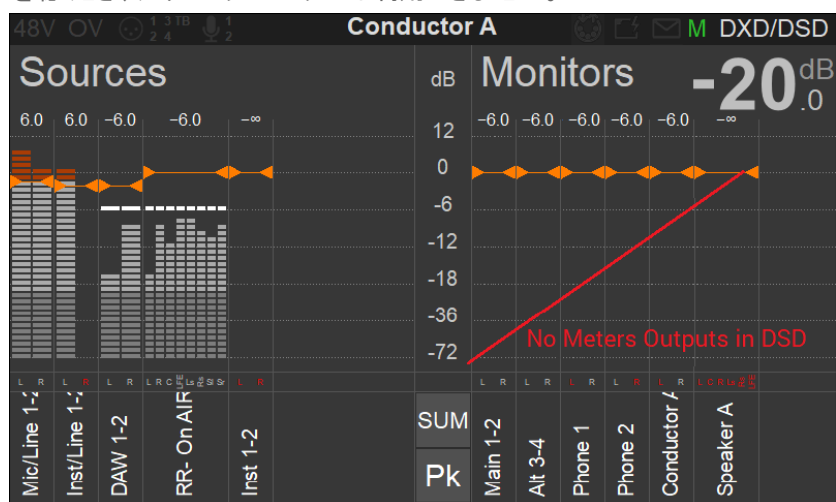 48V OV 1 3 TB 1
2 4 2
Conductor A
M DXD/DSD
Sources
dB
Monitors
-20 dB
.0
6.0 6.0 -6.0 -6.0 -∞
-6.0 -6.0 -6.0 -6.0 -6.0 -∞
12
0
-6
-12
-18
-36
-72
No Meters Outputs in DSD
L R L R L R L R C LFE Ls Rs Sl Sr L R
L R L R L R L R L R L C R Ls Rs LFE
Mic/Line 1-2
Inst/Line 1-2
DAW 1-2
RR- On AIR
Inst 1-2
SUM
Pk
Main 1-2
Alt 3-4
Phone 1
Phone 2
Conductor A
Speaker A